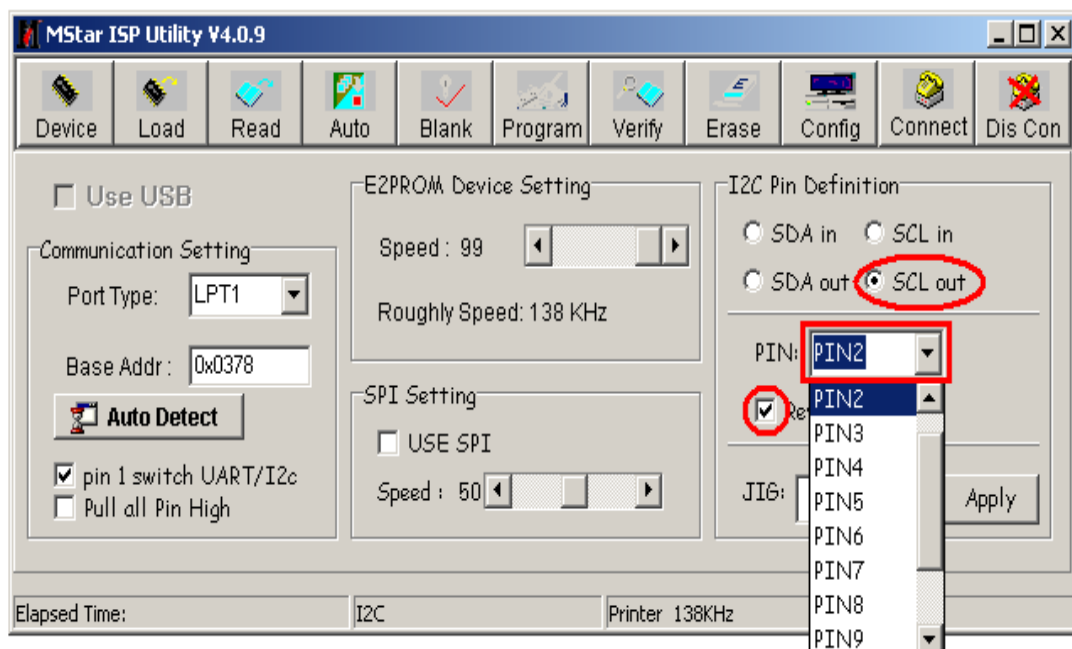 MStar ISP Utility V4.0.9
Device Load Read Auto Blank Program Verify Erase Config Connect Dis Con
Use USB
Communication Setting
Port Type: LPT1
Base Addr : 0x0378
Auto Detect
pin 1 switch UART/I2c
Pull all Pin High
E2PROM Device Setting
Speed : 99
Roughly Speed: 138 KHz
SPI Setting
USE SPI
Speed : 50
I2C Pin Definition
SDA in SCL in
SDA out SCL out
PIN: PIN2
PIN2
PIN3
PIN4
PIN5
PIN6
PIN7
PIN8
PIN9
JIG:
Apply
Elapsed Time: I2C Printer 138KHz